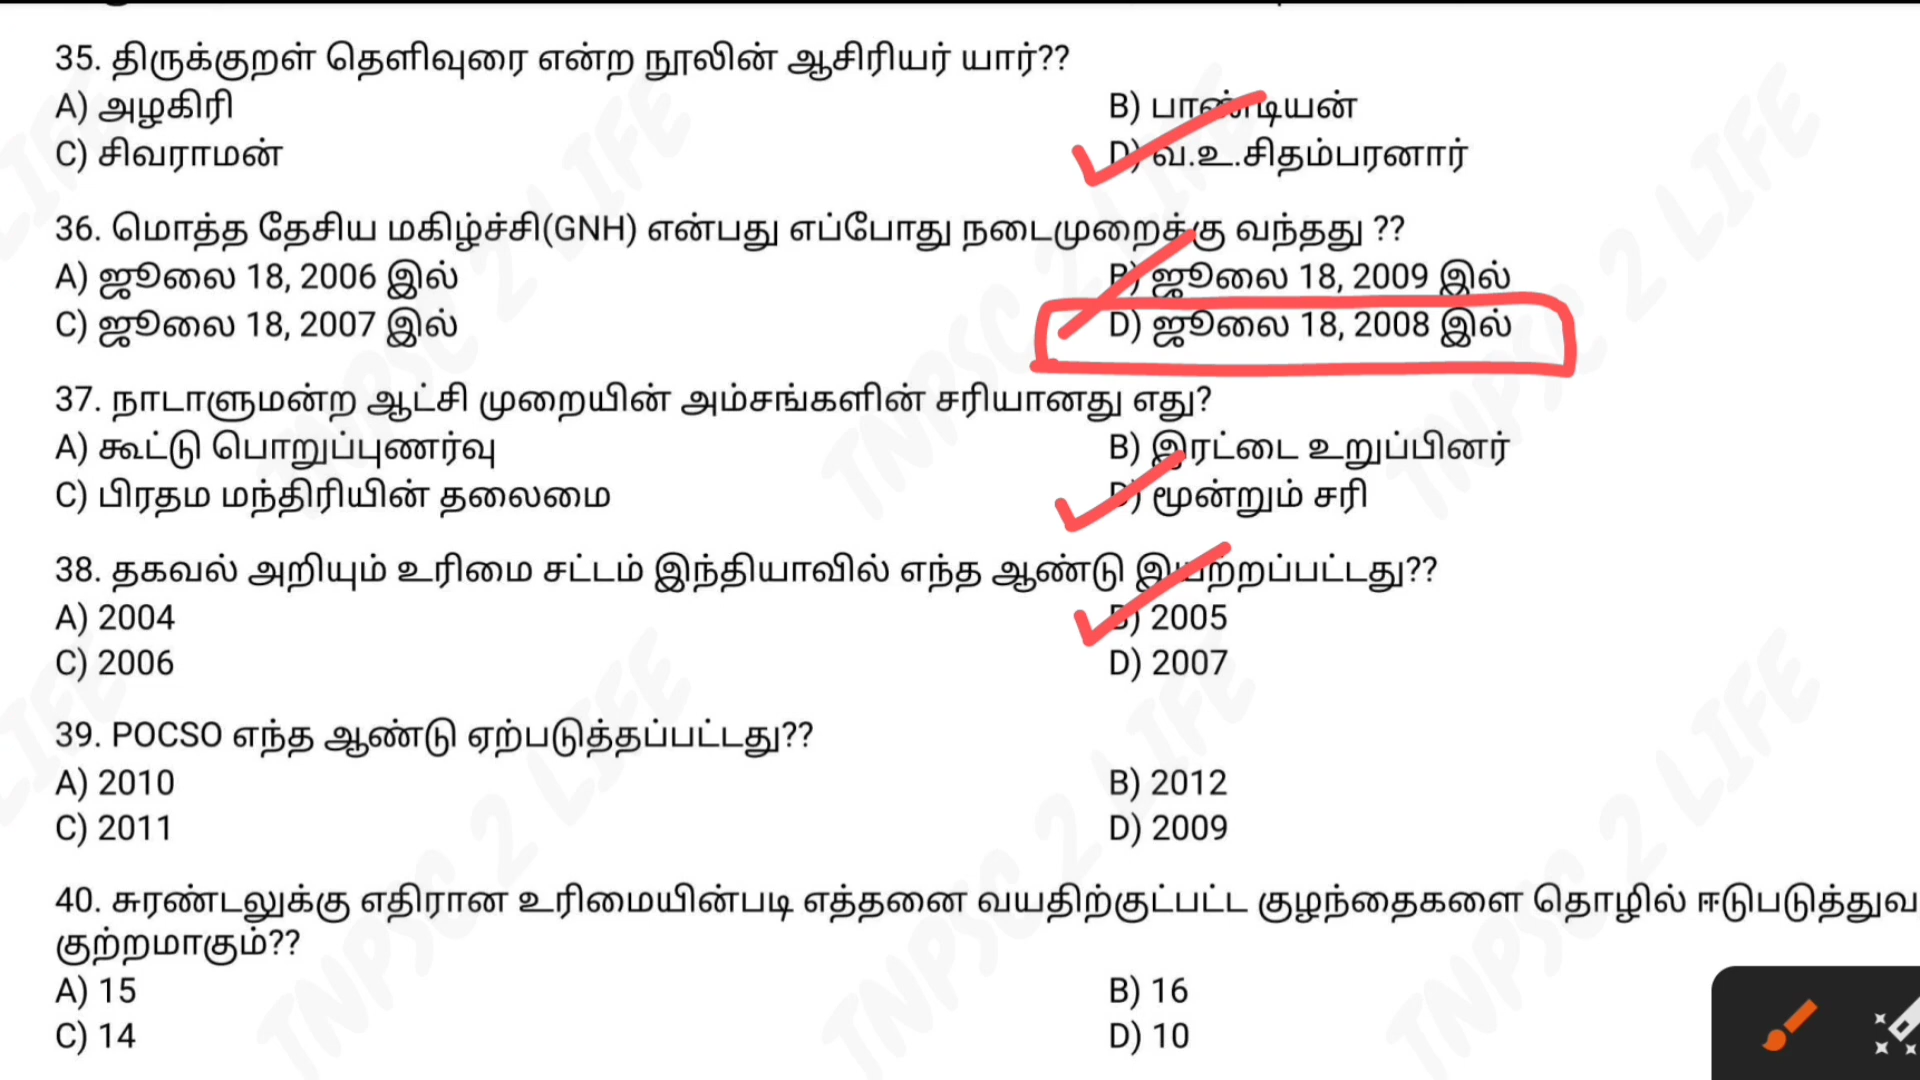 35. திருக்குறள் தெளிவுரை என்ற நூலின் ஆசிரியர் யார்??
A) அழகிரி B) பாண்டியன்
C) சிவராமன் D) வ.உ.சிதம்பரனார்
36. மொத்த தேசிய மகிழ்ச்சி(GNH) என்பது எப்போது நடைமுறைக்கு வந்தது ??
A) ஜூலை 18, 2006 இல் B) ஜூலை 18, 2009 இல்
C) ஜூலை 18, 2007 இல் D) ஜூலை 18, 2008 இல்
37. நாடாளுமன்ற ஆட்சி முறையின் அம்சங்களின் சரியானது எது?
A) கூட்டு பொறுப்புணர்வு B) இரட்டை உறுப்பினர்
C) பிரதம மந்திரியின் தலைமை D) மூன்றும் சரி
38. தகவல் அறியும் உரிமை சட்டம் இந்தியாவில் எந்த ஆண்டு இயற்றப்பட்டது??
A) 2004 B) 2005
C) 2006 D) 2007
39. POCSO எந்த ஆண்டு ஏற்படுத்தப்பட்டது??
A) 2010 B) 2012
C) 2011 D) 2009
40. சுரண்டலுக்கு எதிரான உரிமையின்படி எத்தனை வயதிற்குட்பட்ட குழந்தைகளை தொழில் ஈடுபடுத்துவ
குற்றமாகும்??
A) 15 B) 16
C) 14 D) 10
TNPSC 2 LIFE